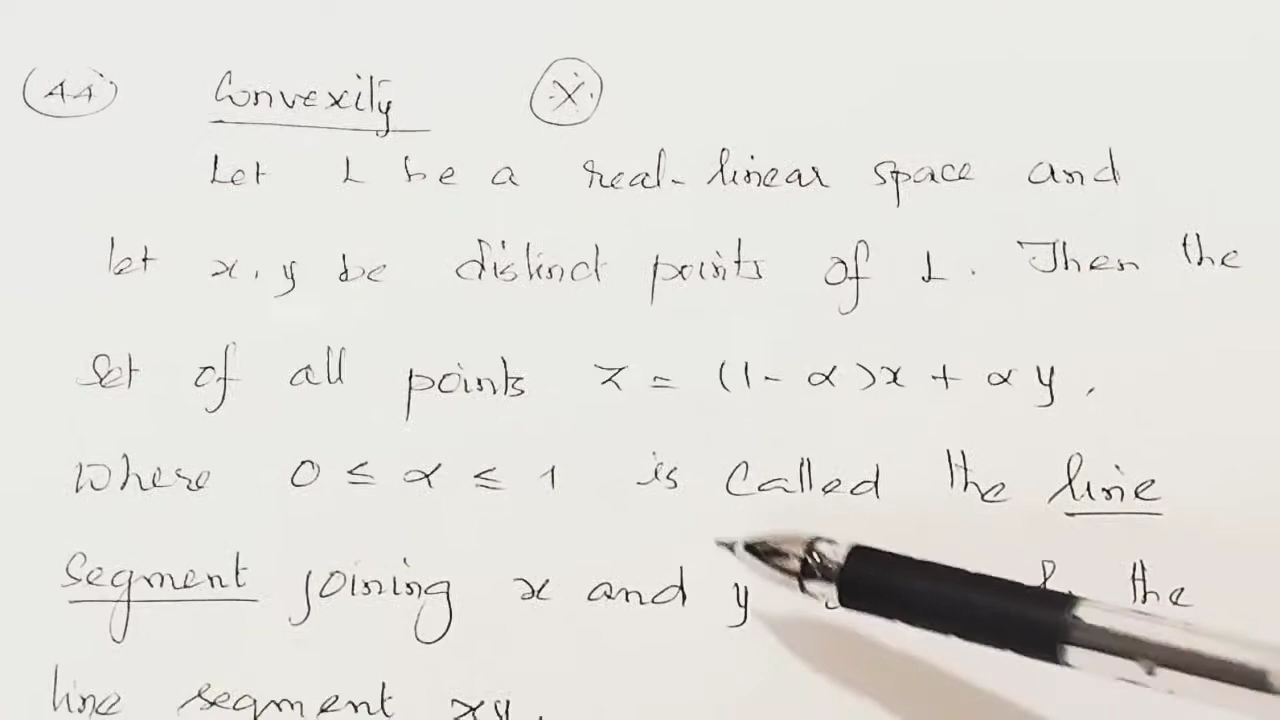 (44) Convexity X
Let L be a real-linear space and
let x, y be distinct points of L. Then the
set of all points z = (1-α)x + αy,
where 0 ≤ α ≤ 1 is called the line
segment joining x and y the
line segment xy.